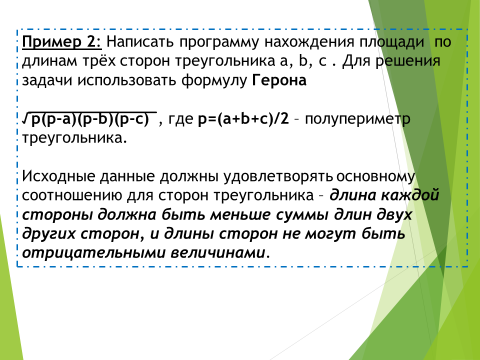 Пример 2: Написать программу нахождения площади по
длинам трёх сторон треугольника a, b, c . Для решения
задачи использовать формулу Герона
√p(p-a)(p-b)(p-c) , где p=(a+b+c)/2 – полупериметр
треугольника.
Исходные данные должны удовлетворять основному
соотношению для сторон треугольника – длина каждой
стороны должна быть меньше суммы длин двух
других сторон, и длины сторон не могут быть
отрицательными величинами.